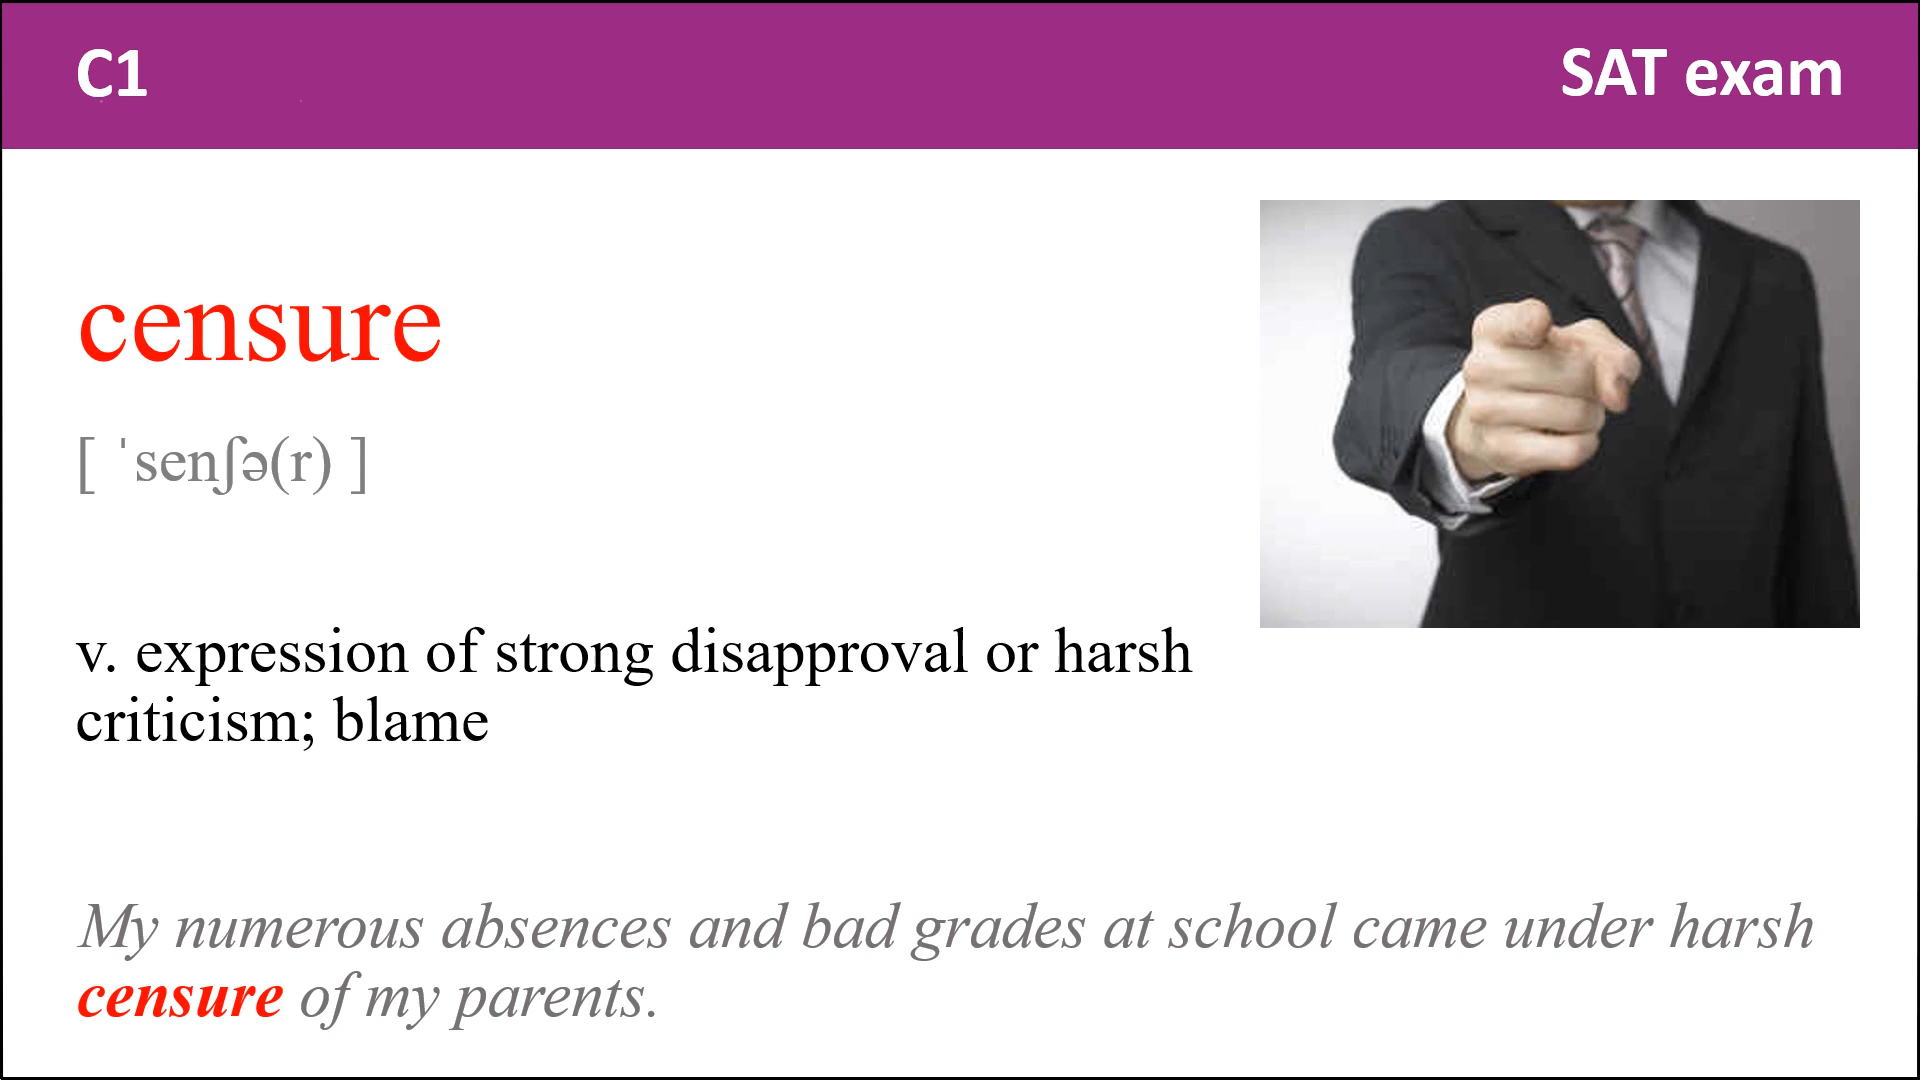 C1
SAT exam
censure
[ ˈsenʃə(r) ]
v. expression of strong disapproval or harsh
criticism; blame
My numerous absences and bad grades at school came under harsh
censure of my parents.